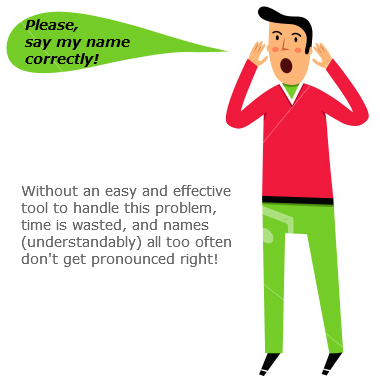 Please,
say my name
correctly!
Without an easy and effective
tool to handle this problem,
time is wasted, and names
(understandably) all too often
don't get pronounced right!